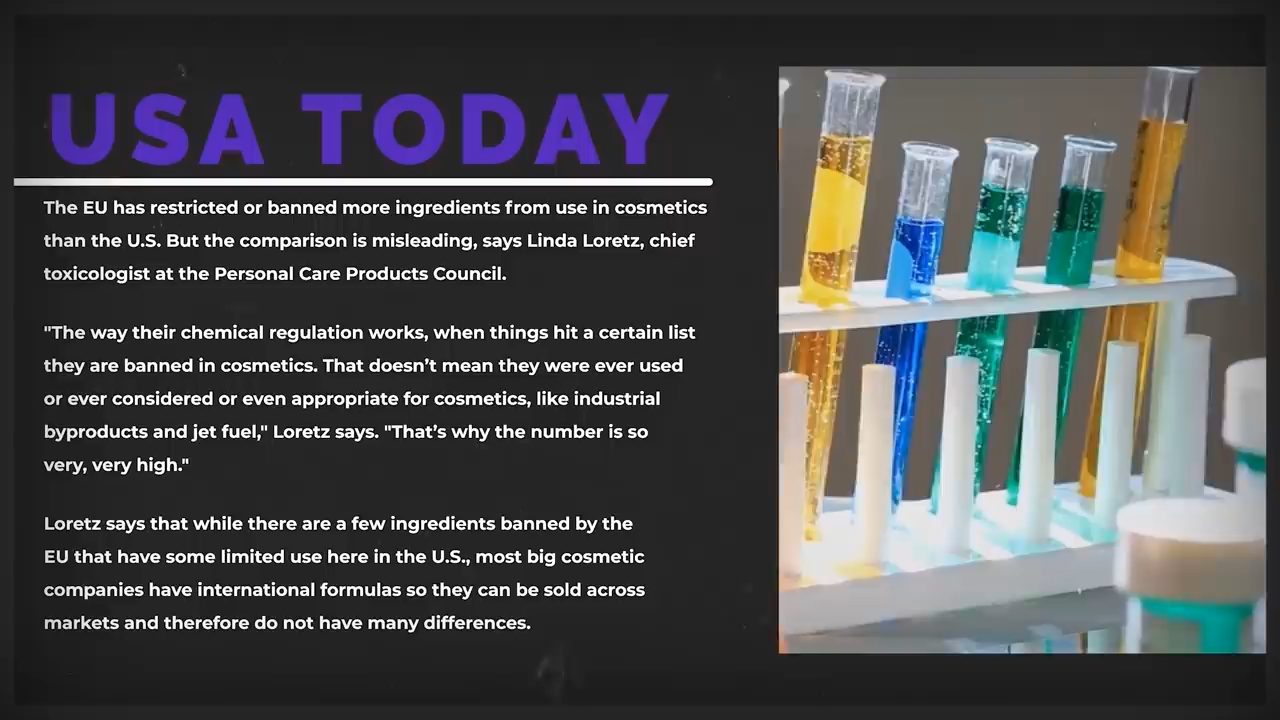 USA TODAY
The EU has restricted or banned more ingredients from use in cosmetics
than the U.S. But the comparison is misleading, says Linda Loretz, chief
toxicologist at the Personal Care Products Council.
"The way their chemical regulation works, when things hit a certain list
they are banned in cosmetics. That doesn’t mean they were ever used
or ever considered or even appropriate for cosmetics, like industrial
byproducts and jet fuel," Loretz says. "That’s why the number is so
very, very high."
Loretz says that while there are a few ingredients banned by the
EU that have some limited use here in the U.S., most big cosmetic
companies have international formulas so they can be sold across
markets and therefore do not have many differences.